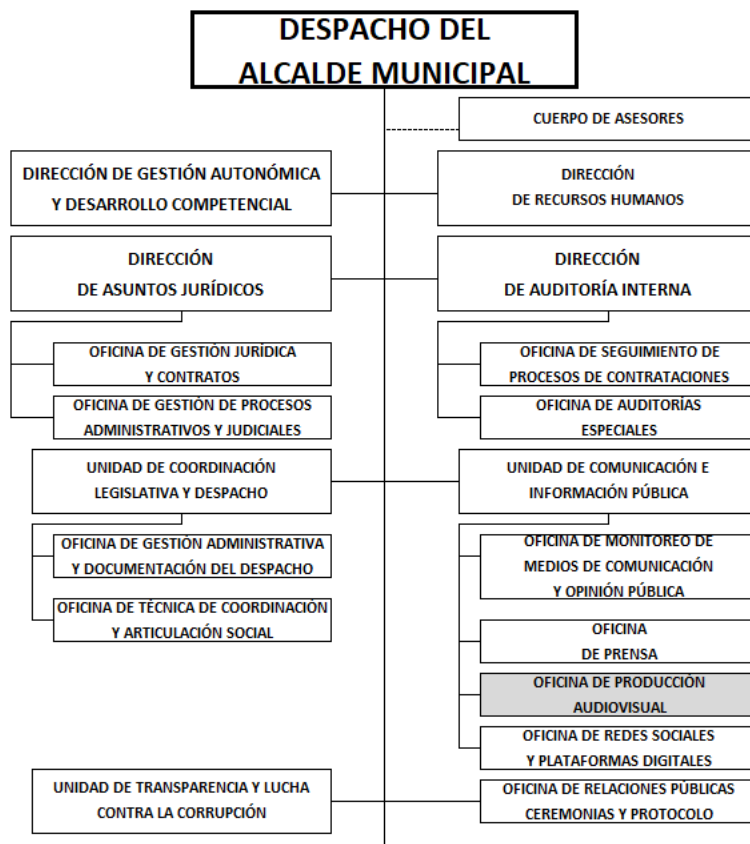 DESPACHO DEL
ALCALDE MUNICIPAL
CUERPO DE ASESORES
DIRECCIÓN DE GESTIÓN AUTONÓMICA
Y DESARROLLO COMPETENCIAL
DIRECCIÓN
DE RECURSOS HUMANOS
DIRECCIÓN
DE ASUNTOS JURÍDICOS
DIRECCIÓN
DE AUDITORÍA INTERNA
OFICINA DE GESTIÓN JURÍDICA
Y CONTRATOS
OFICINA DE SEGUIMIENTO DE
PROCESOS DE CONTRATACIONES
OFICINA DE GESTIÓN DE PROCESOS
ADMINISTRATIVOS Y JUDICIALES
OFICINA DE AUDITORÍAS
ESPECIALES
UNIDAD DE COORDINACIÓN
LEGISLATIVA Y DESPACHO
UNIDAD DE COMUNICACIÓN E
INFORMACIÓN PÚBLICA
OFICINA DE GESTIÓN ADMINISTRATIVA
Y DOCUMENTACIÓN DEL DESPACHO
OFICINA DE MONITOREO DE
MEDIOS DE COMUNICACIÓN
Y OPINIÓN PÚBLICA
OFICINA DE TÉCNICA DE COORDINACIÓN
Y ARTICULACIÓN SOCIAL
OFICINA
DE PRENSA
OFICINA DE PRODUCCIÓN
AUDIOVISUAL
OFICINA DE REDES SOCIALES
Y PLATAFORMAS DIGITALES
UNIDAD DE TRANSPARENCIA Y LUCHA
CONTRA LA CORRUPCIÓN
OFICINA DE RELACIONES PÚBLICAS
CEREMONIAS Y PROTOCOLO